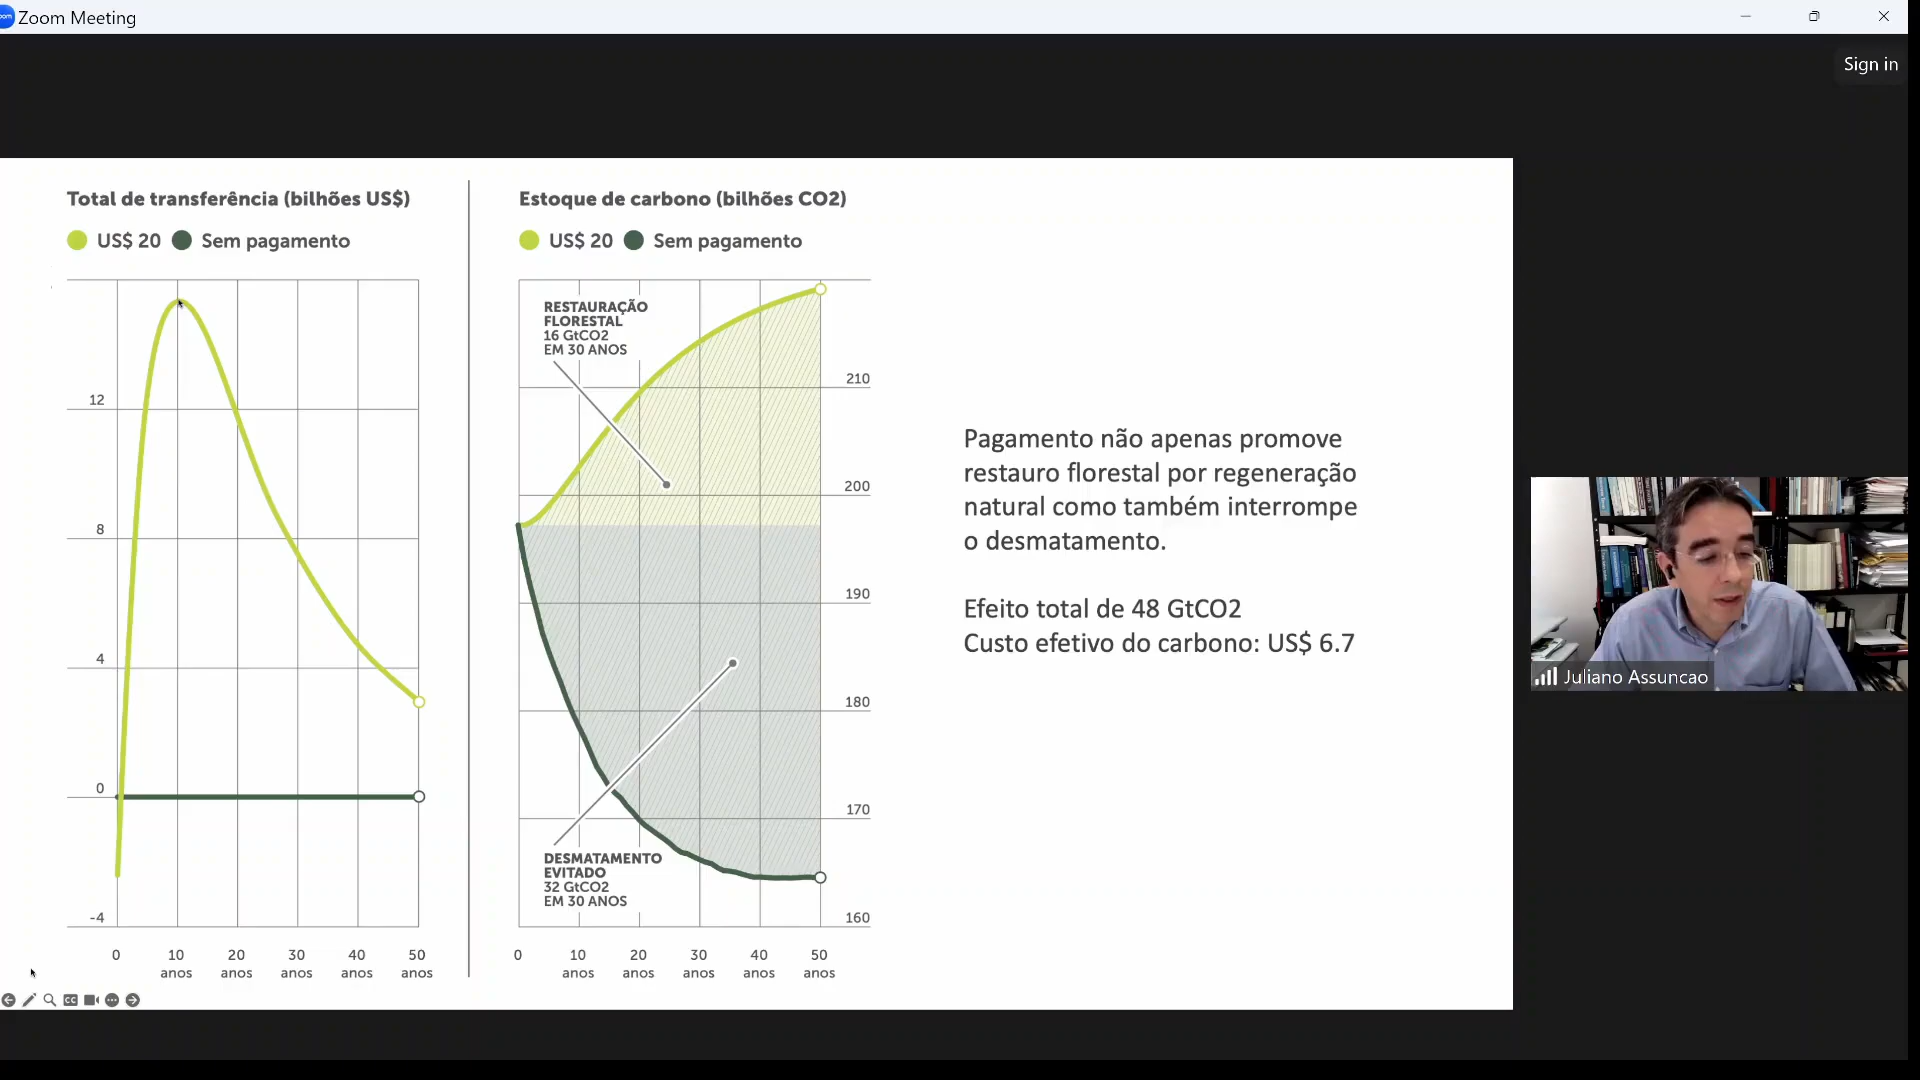 zoom Zoom Meeting
Sign in
Total de transferência (bilhões US$)
US$ 20 Sem pagamento
12
8
4
0
-4
0 10 20 30 40 50
anos anos anos anos anos
Estoque de carbono (bilhões CO2)
US$ 20 Sem pagamento
RESTAURAÇÃO
FLORESTAL
16 GtCO2
EM 30 ANOS
210
200
190
180
170
160
DESMATAMENTO
EVITADO
32 GtCO2
EM 30 ANOS
0 10 20 30 40 50
anos anos anos anos anos
Pagamento não apenas promove
restauro florestal por regeneração
natural como também interrompe
o desmatamento.
Efeito total de 48 GtCO2
Custo efetivo do carbono: US$ 6.7
Juliano Assuncao
CC